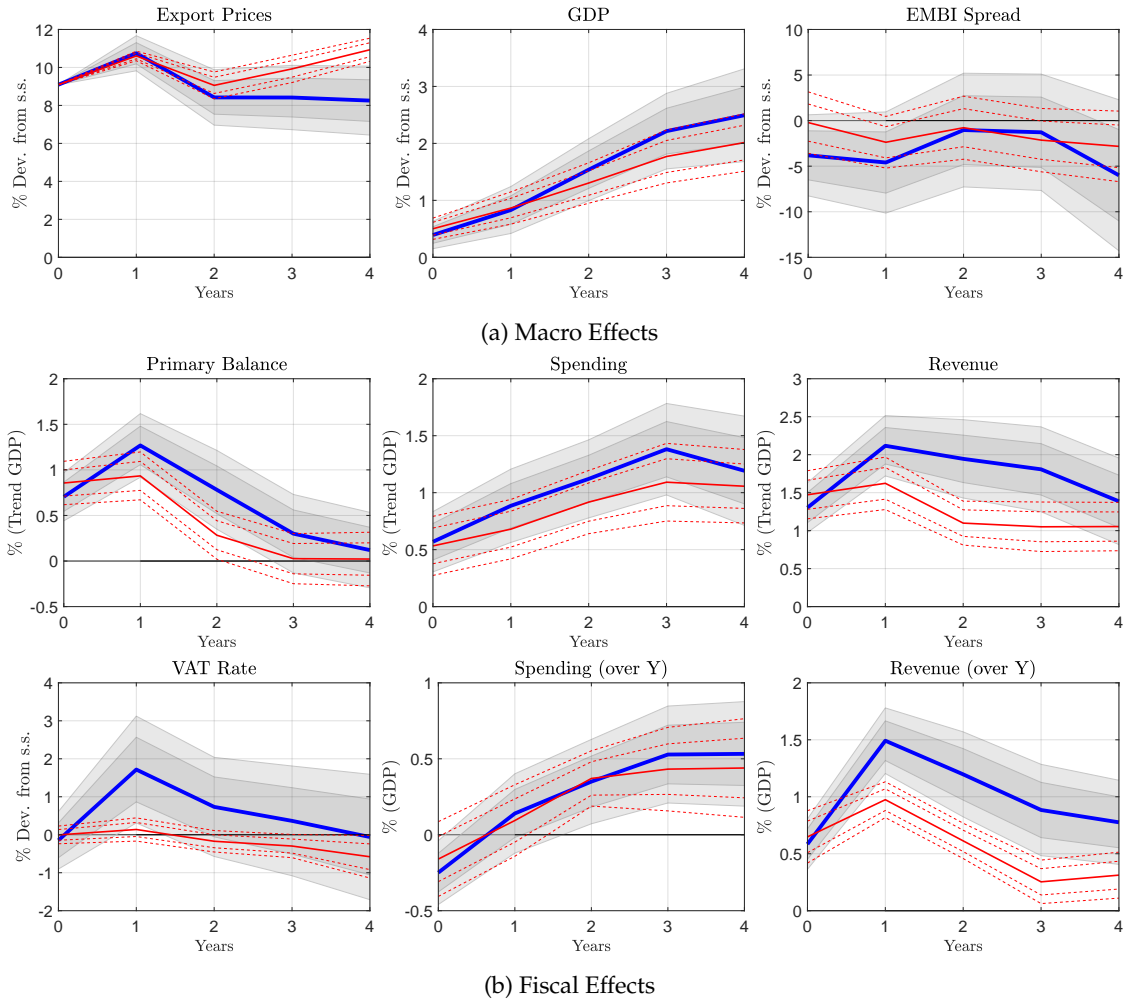 Export Prices
GDP
EMBI Spread
% Dev. from s.s.
12
10
8
6
4
2
0
0 1 2 3 4
Years
% Dev. from s.s.
4
3
2
1
0
0 1 2 3 4
Years
% Dev. from s.s.
10
5
0
-5
-10
-15
0 1 2 3 4
Years
(a) Macro Effects
Primary Balance
Spending
Revenue
% (Trend GDP)
2
1.5
1
0.5
0
-0.5
0 1 2 3 4
Years
% (Trend GDP)
2
1.5
1
0.5
0
0 1 2 3 4
Years
% (Trend GDP)
3
2.5
2
1.5
1
0.5
0
0 1 2 3 4
Years
VAT Rate
Spending (over Y)
Revenue (over Y)
% Dev. from s.s.
4
3
2
1
0
-1
-2
0 1 2 3 4
Years
% (GDP)
1
0.5
0
-0.5
0 1 2 3 4
Years
% (GDP)
2
1.5
1
0.5
0
0 1 2 3 4
Years
(b) Fiscal Effects